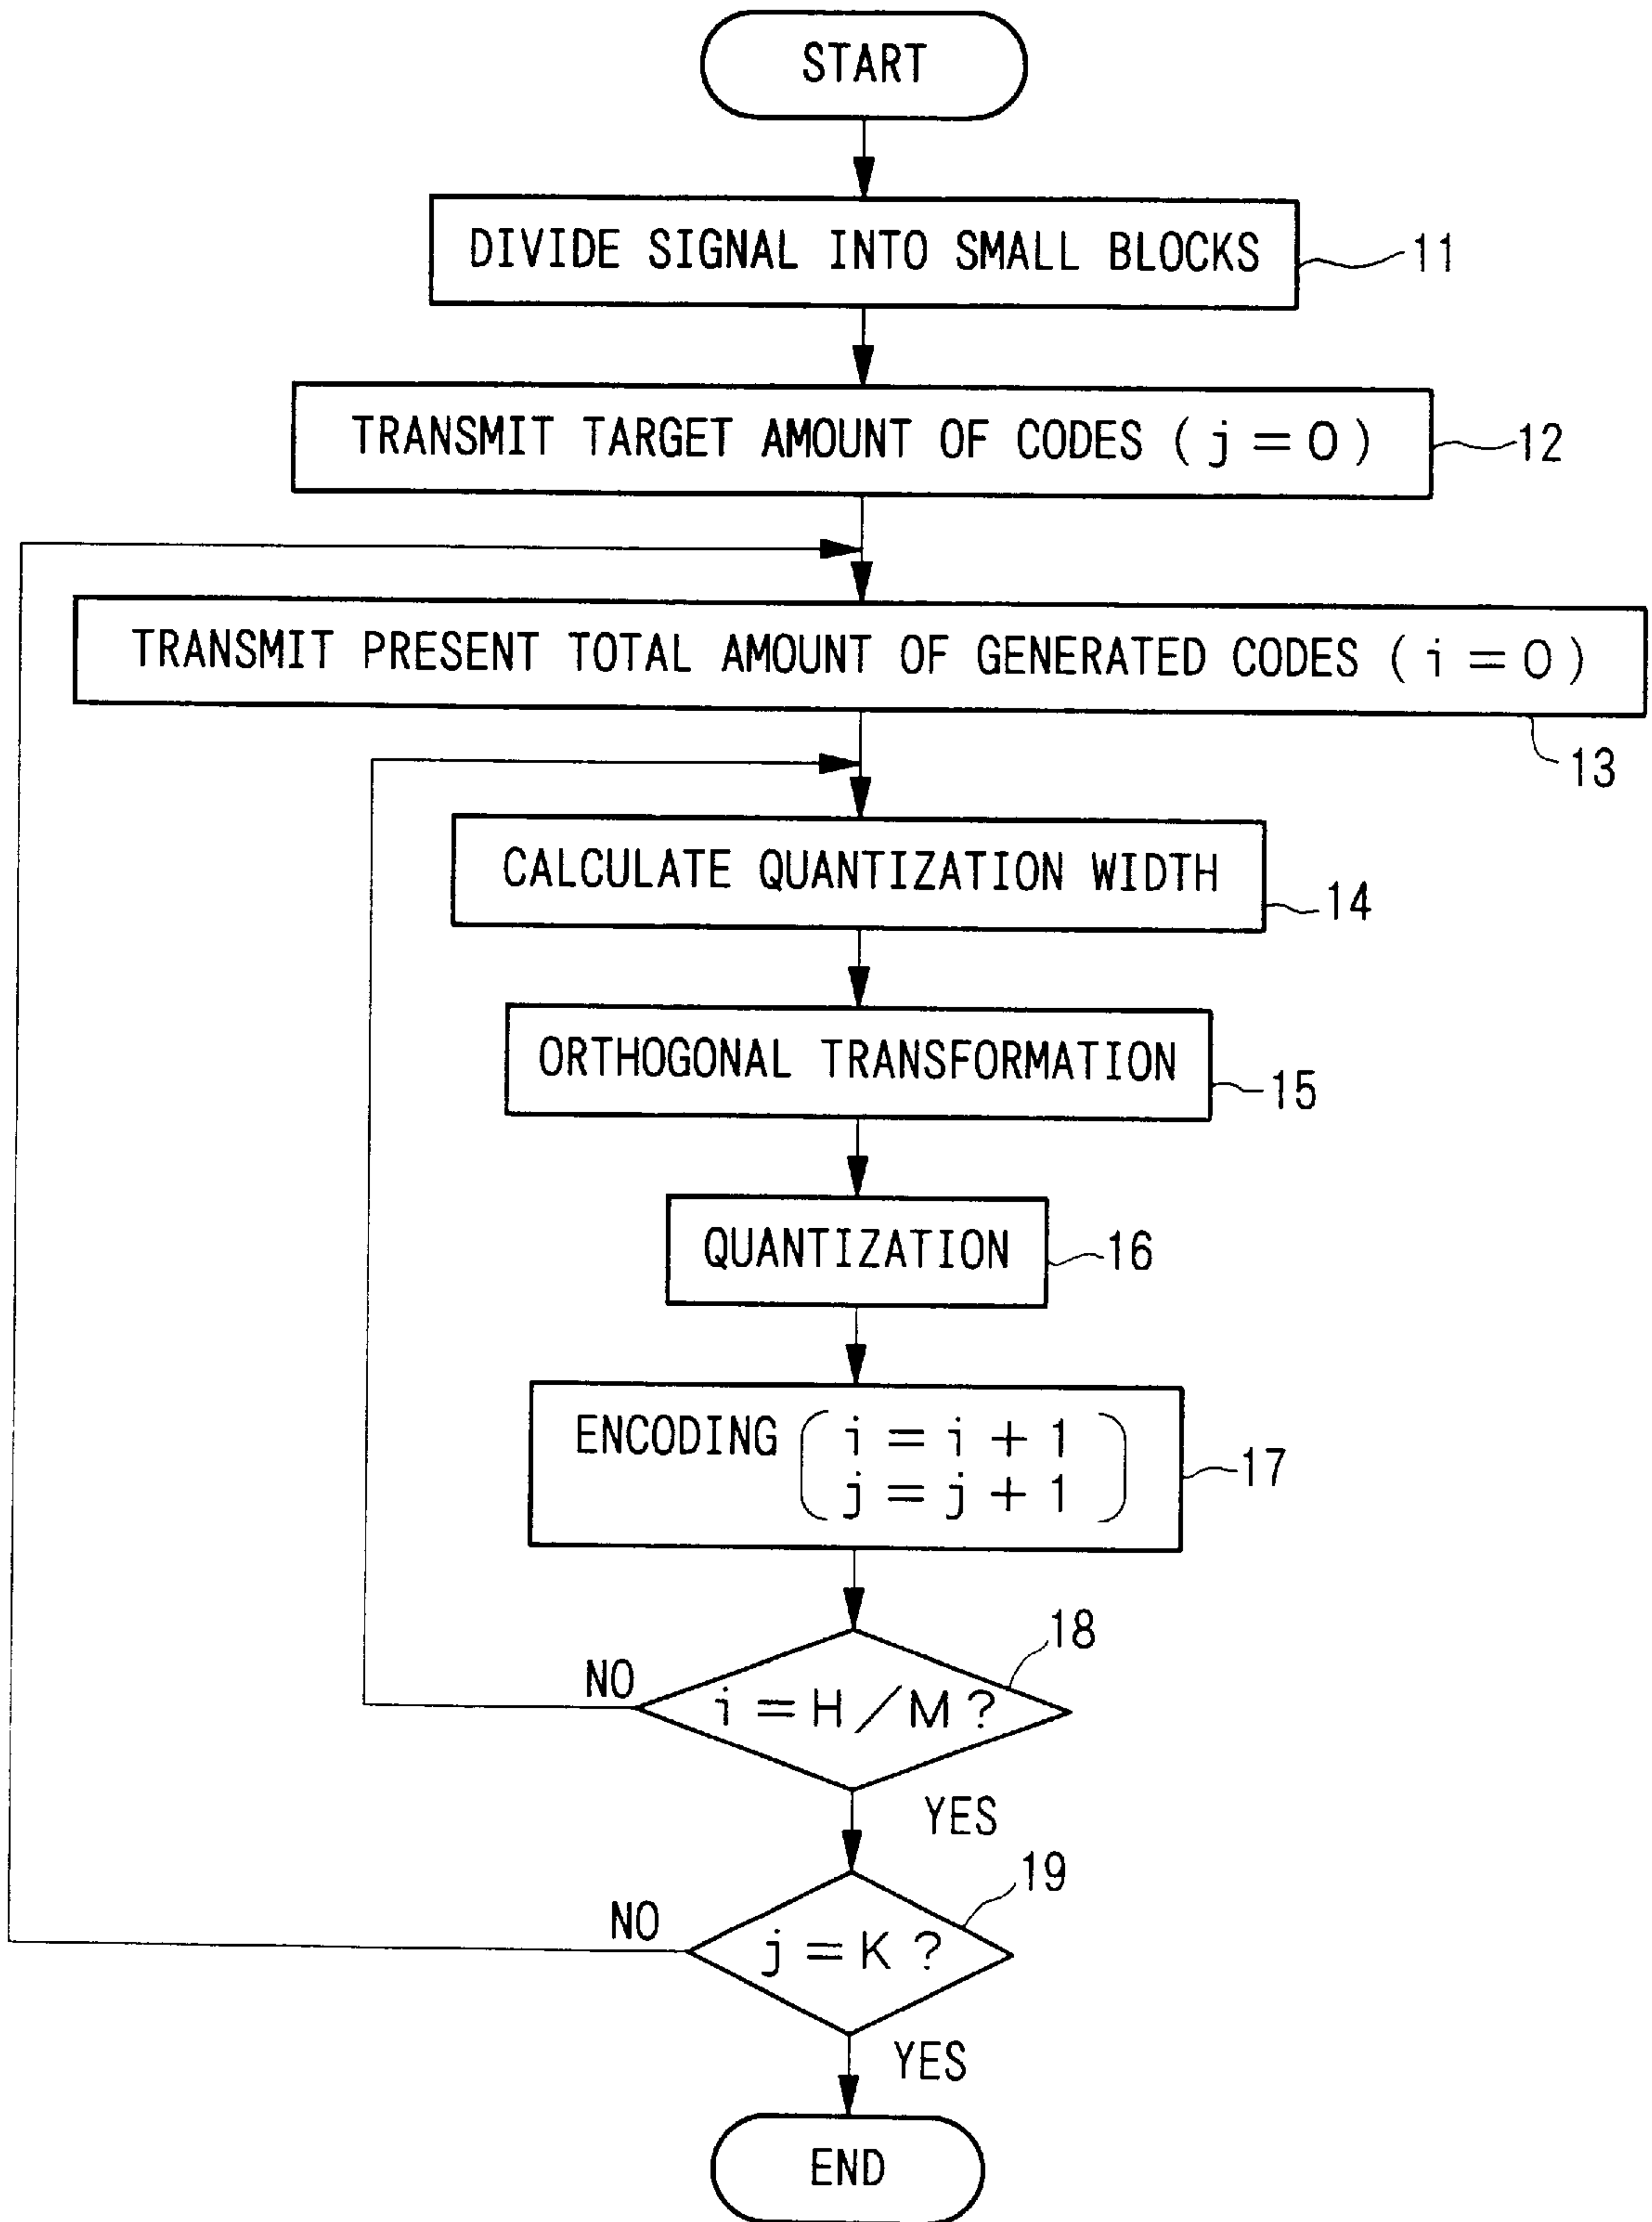 START
DIVIDE SIGNAL INTO SMALL BLOCKS
11
TRANSMIT TARGET AMOUNT OF CODES (j=0)
12
TRANSMIT PRESENT TOTAL AMOUNT OF GENERATED CODES (i=0)
13
CALCULATE QUANTIZATION WIDTH
14
ORTHOGONAL TRANSFORMATION
15
QUANTIZATION
16
ENCODING (i=i+1
j=j+1)
17
18
NO
i=H/M?
YES
19
NO
j=K?
YES
END